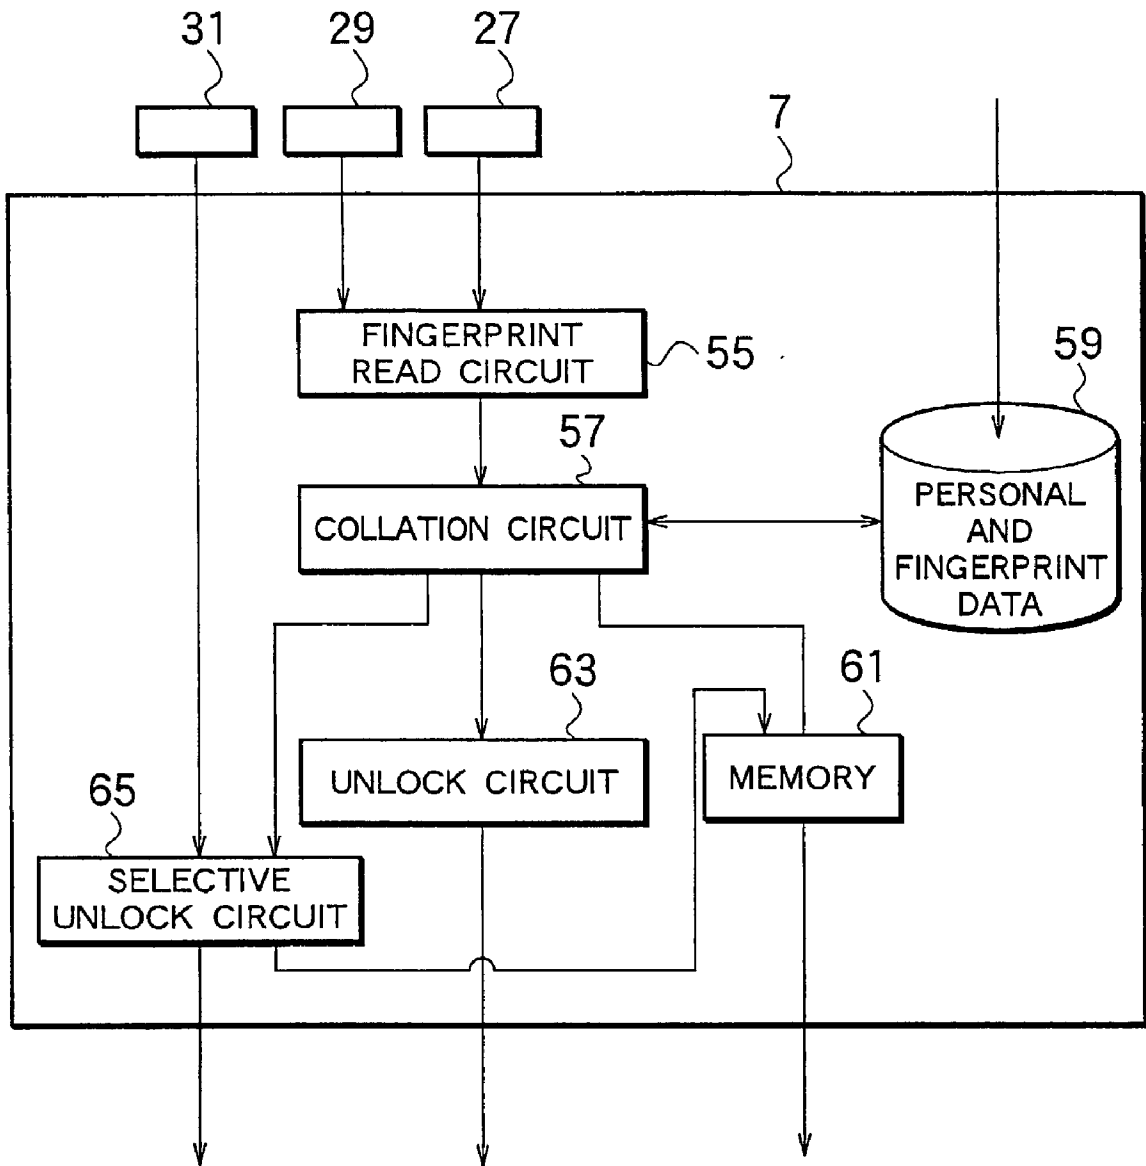 31
29
27
7
FINGERPRINT
READ CIRCUIT
55
59
57
COLLATION CIRCUIT
PERSONAL
AND
FINGERPRINT
DATA
63
61
UNLOCK CIRCUIT
MEMORY
65
SELECTIVE
UNLOCK CIRCUIT